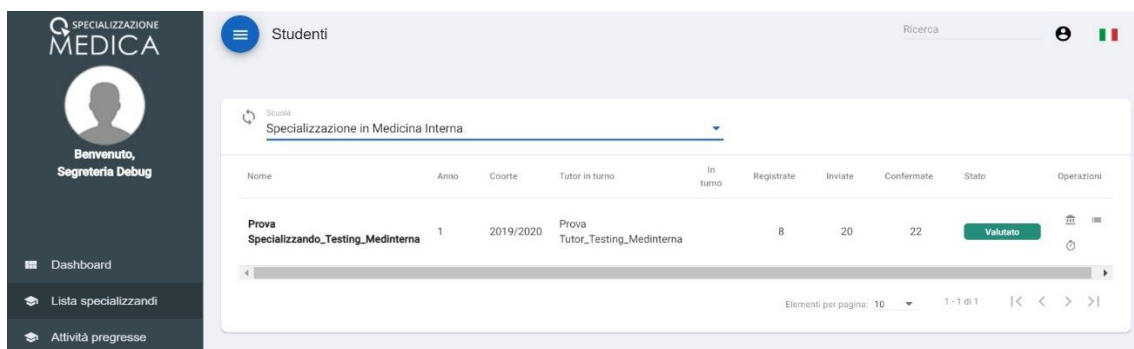 SPECIALIZZAZIONE
MEDICA
Benvenuto,
Segreteria Debug
Dashboard
Lista specializzandi
Attività pregresse
Studenti
Ricerca
Scuola
Specializzazione in Medicina Interna
Nome Anno Coorte Tutor in turno In turno Registrate Inviate Confermate Stato Operazioni
Prova Specializzando_Testing_Medinterna 1 2019/2020 Prova Tutor_Testing_Medinterna 8 20 22 Valutato
Elementi per pagina: 10 1 - 1 di 1